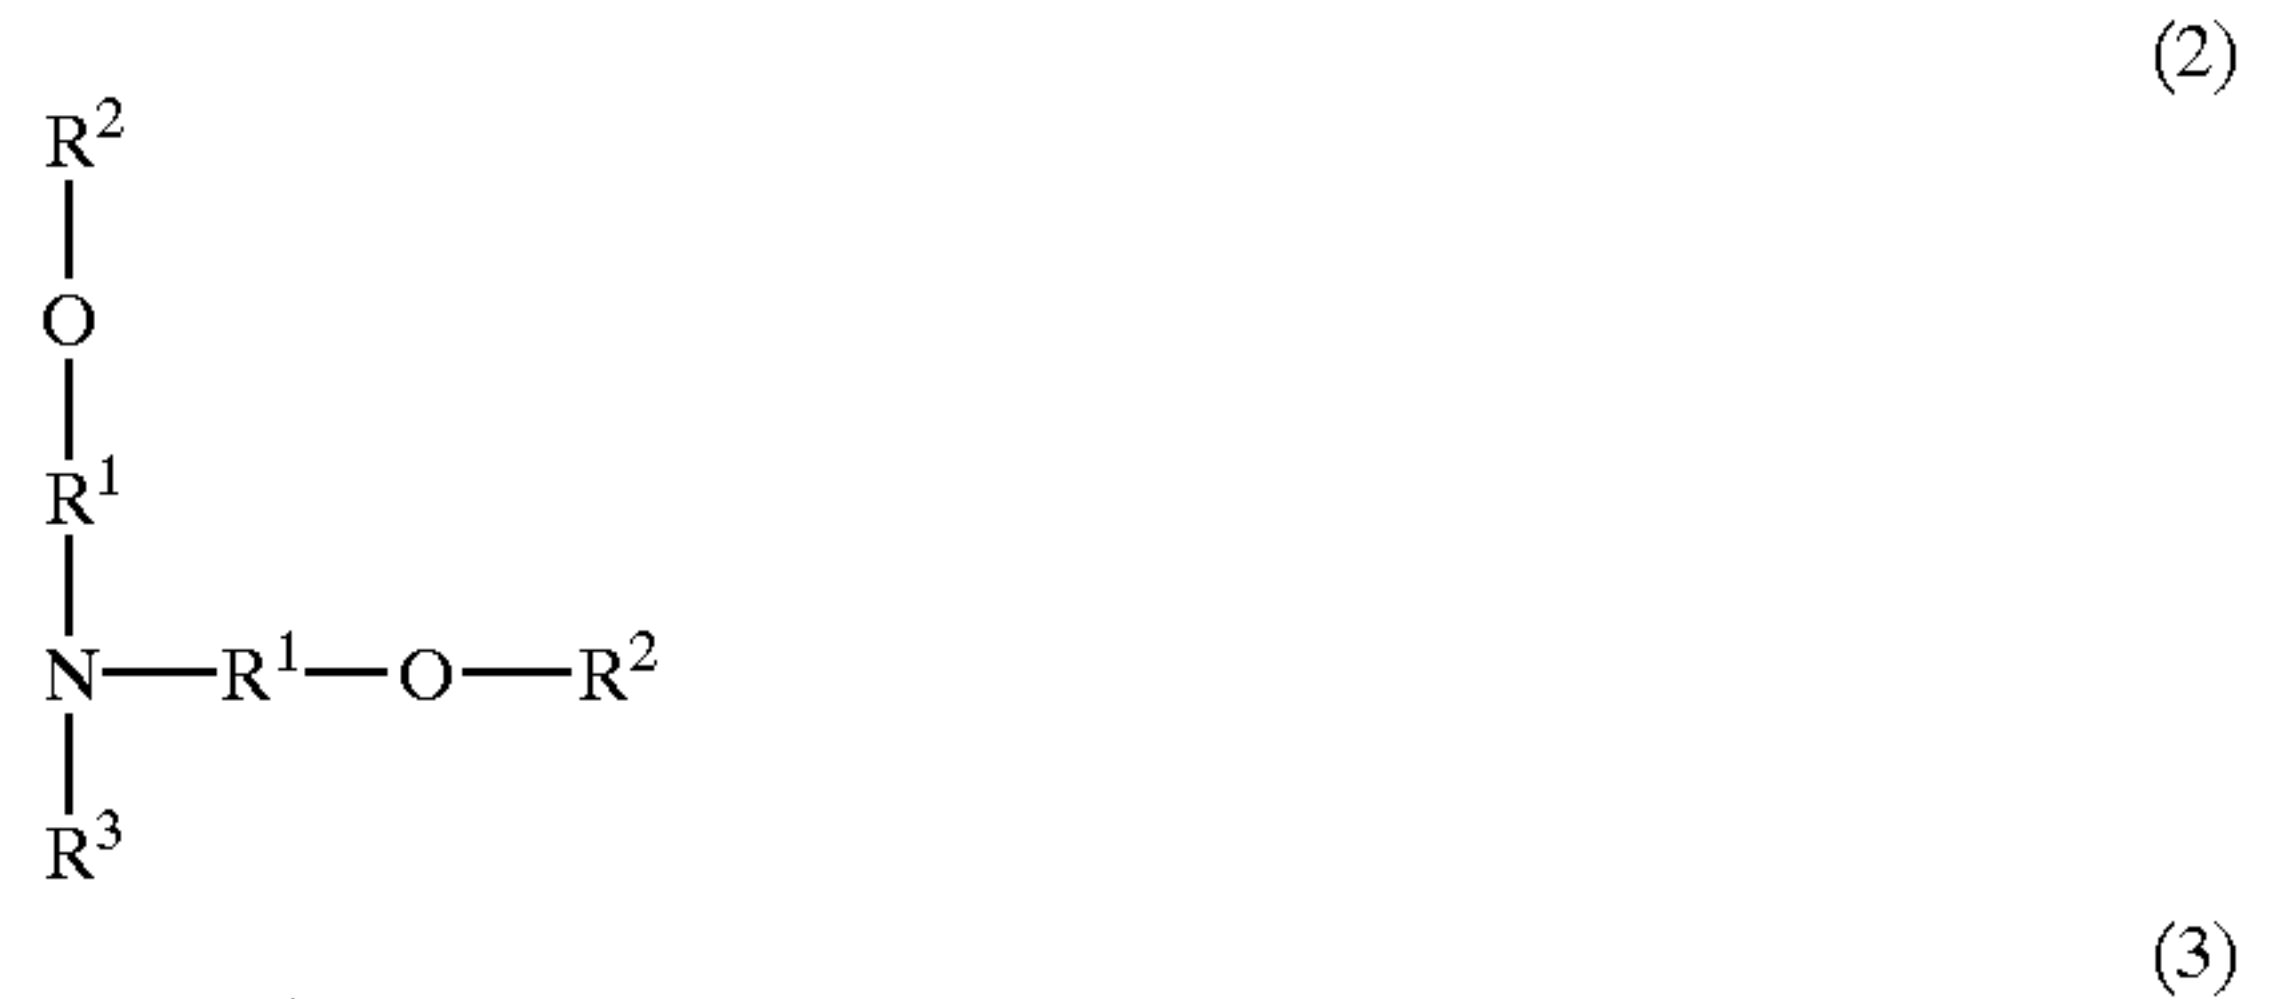 (2)
R²
O
R¹
N—R¹—O—R²
R³
(3)